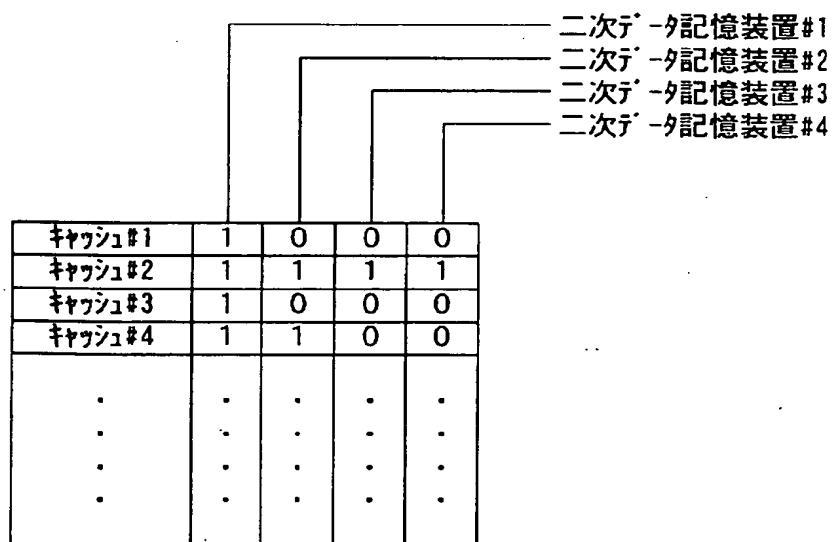 二次ﾃﾞｰﾀ記憶装置#1
二次ﾃﾞｰﾀ記憶装置#2
二次ﾃﾞｰﾀ記憶装置#3
二次ﾃﾞｰﾀ記憶装置#4
ｷｬｯｼｭ#1 1 0 0 0
ｷｬｯｼｭ#2 1 1 1 1
ｷｬｯｼｭ#3 1 0 0 0
ｷｬｯｼｭ#4 1 1 0 0